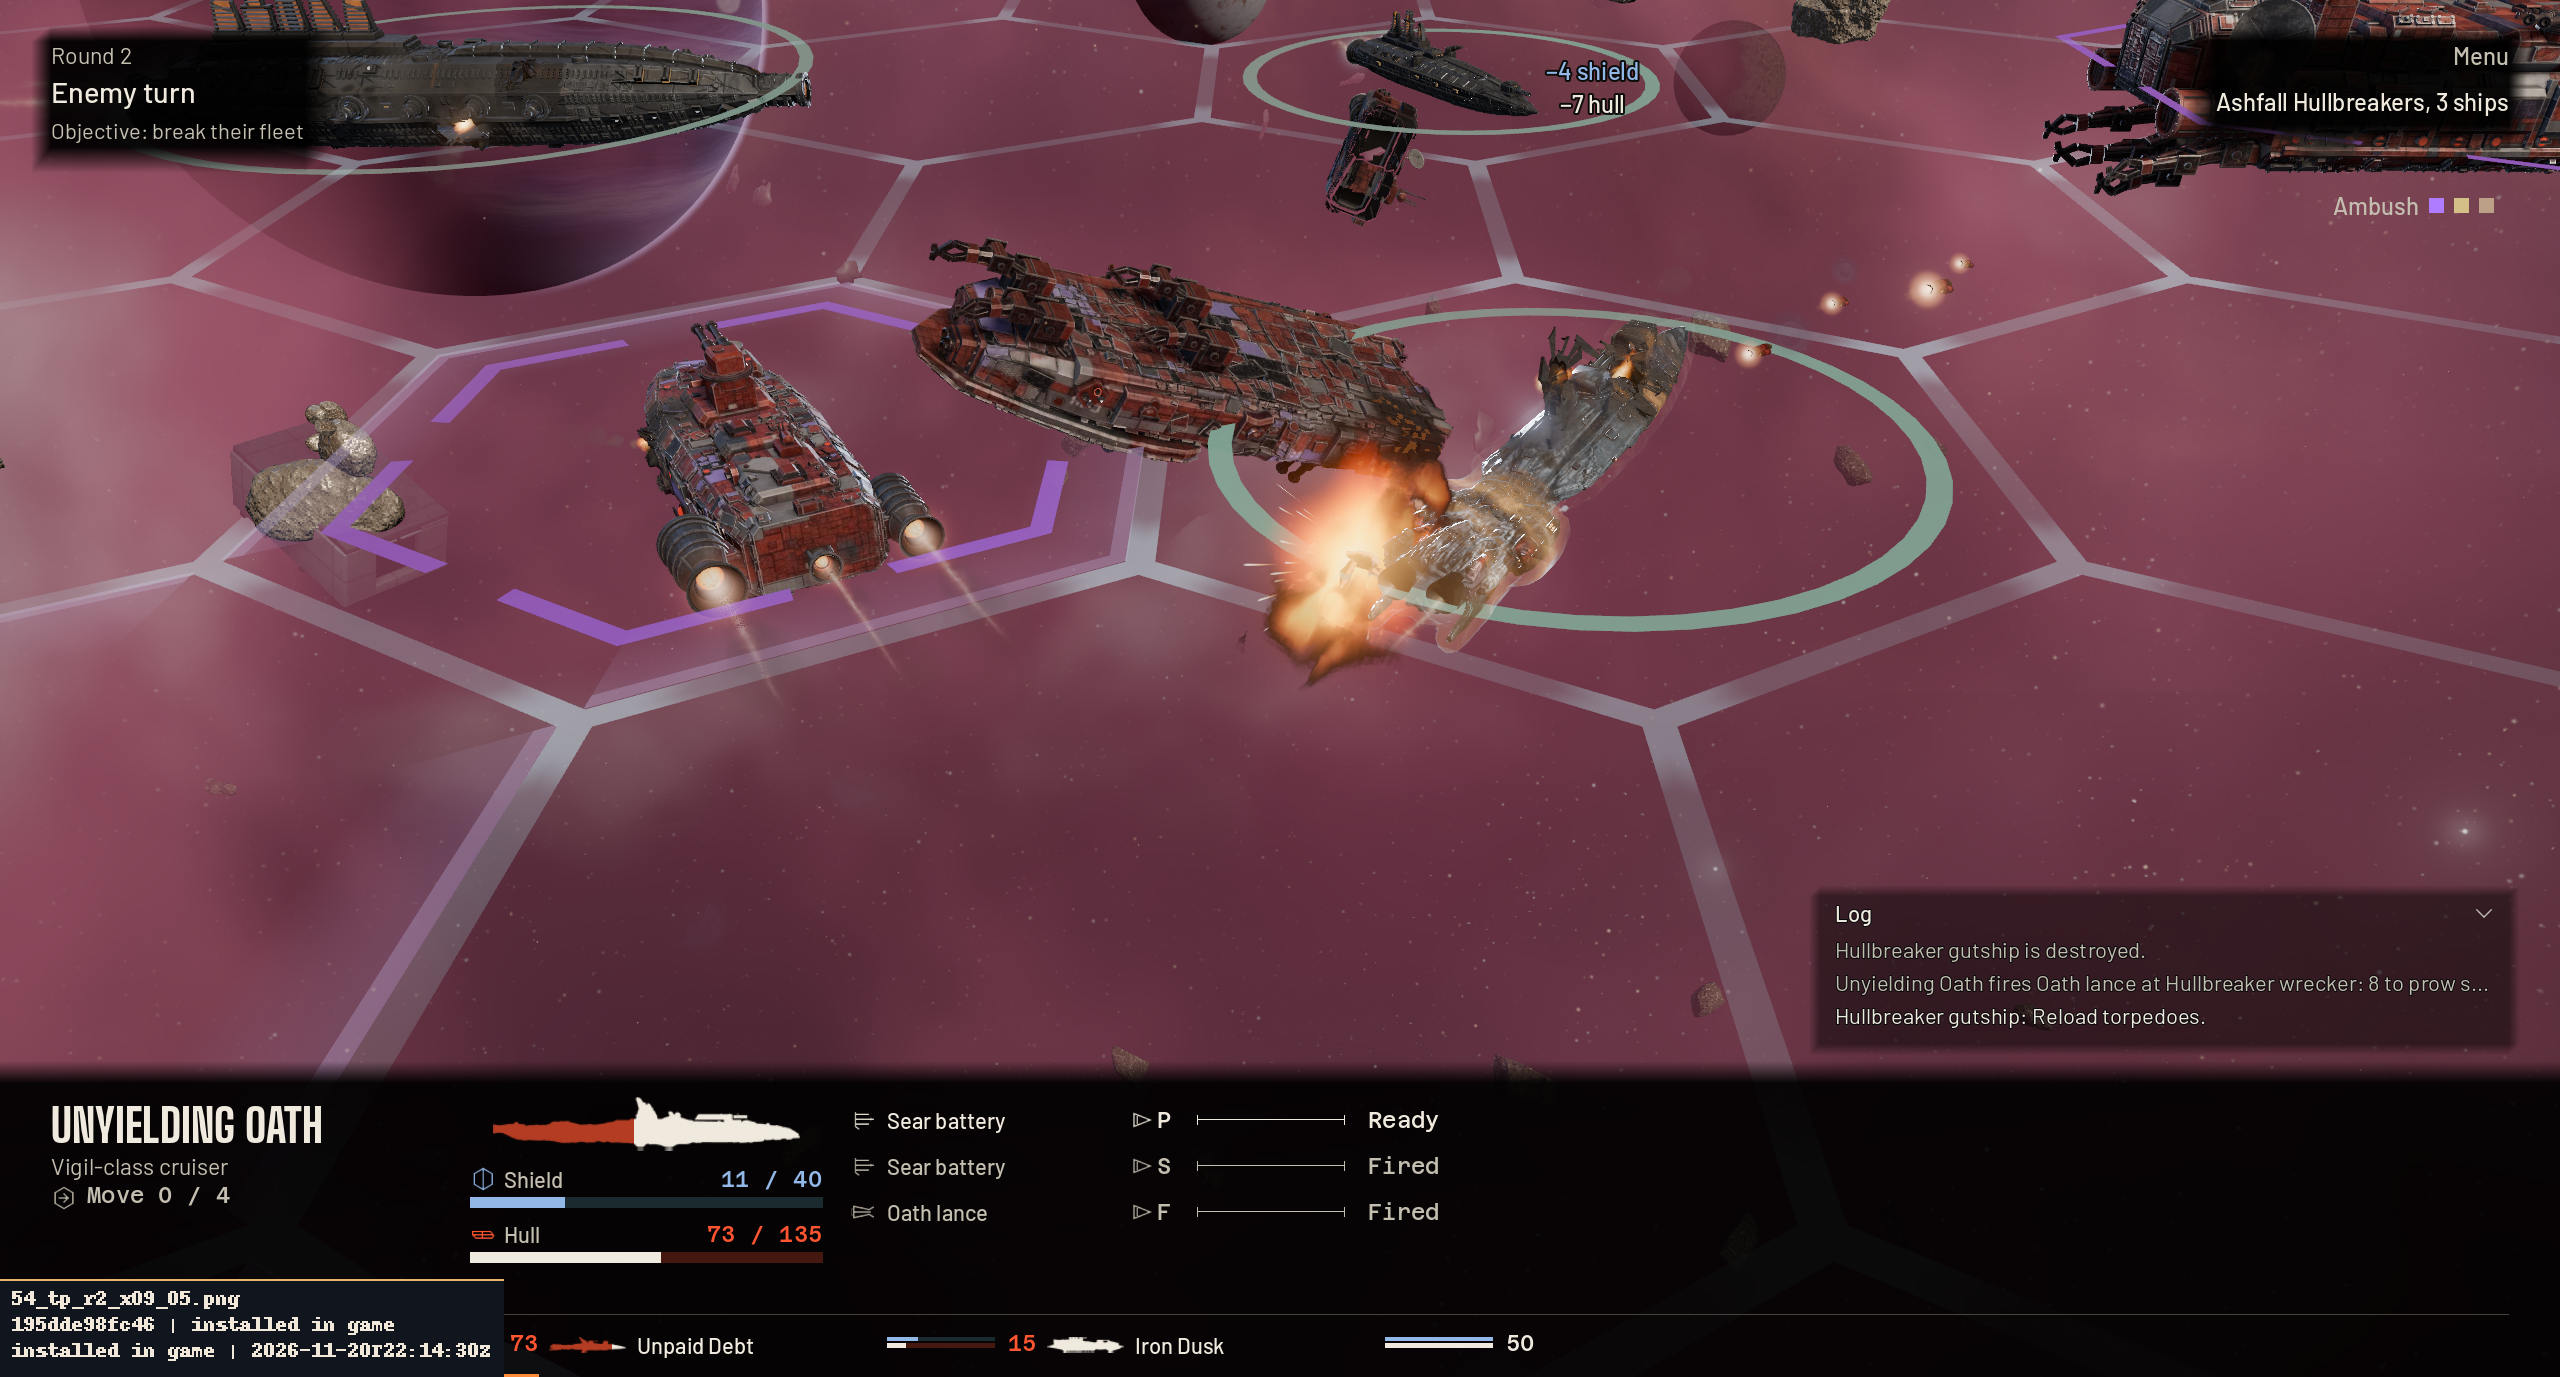 Round 2
Enemy turn
Objective: break their fleet
−4 shield
−7 hull
Menu
Ashfall Hullbreakers, 3 ships
Ambush
Log
Hullbreaker gutship is destroyed.
Unyielding Oath fires Oath lance at Hullbreaker wrecker: 8 to prow s...
Hullbreaker gutship: Reload torpedoes.
UNYIELDING OATH
Vigil-class cruiser
Move 0 / 4
Shield 11 / 40
Hull 73 / 135
Sear battery P Ready
Sear battery S Fired
Oath lance F Fired
54_tp_r2_x09_05.png
195dde98fc46 | installed in game
installed in game | 2026-11-20T22:14:30Z
73 Unpaid Debt 15 Iron Dusk 50